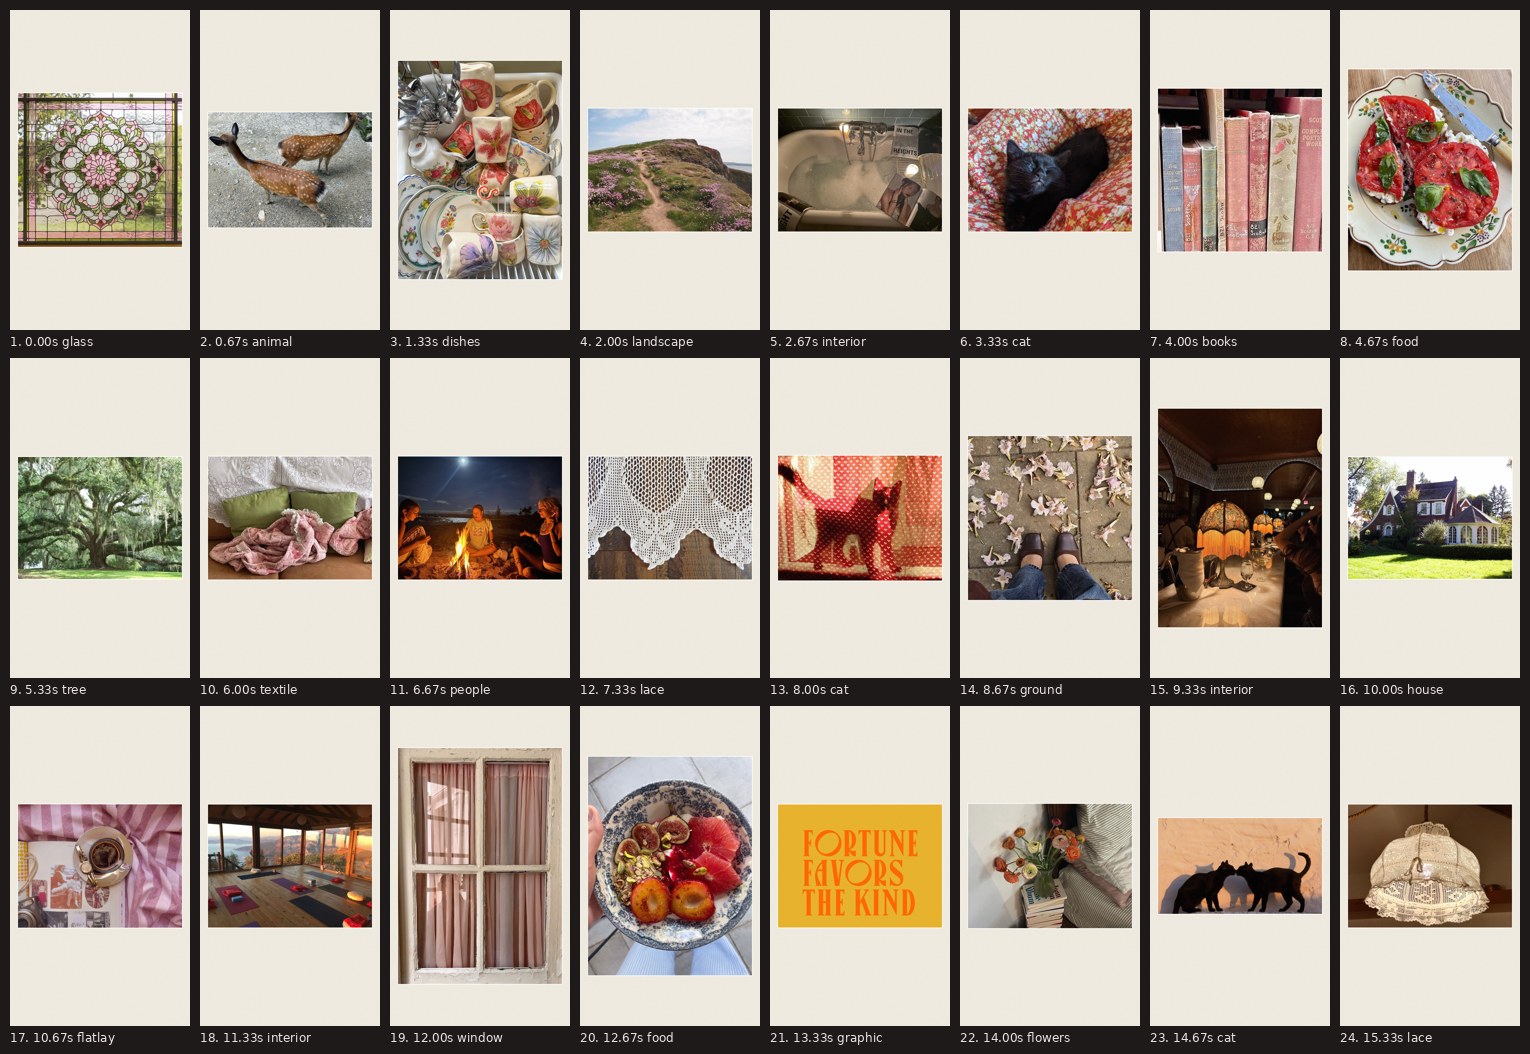 1. 0.00s glass
2. 0.67s animal
3. 1.33s dishes
4. 2.00s landscape
5. 2.67s interior
6. 3.33s cat
7. 4.00s books
8. 4.67s food
IN THE
HEIGHTS
9. 5.33s tree
10. 6.00s textile
11. 6.67s people
12. 7.33s lace
13. 8.00s cat
14. 8.67s ground
15. 9.33s interior
16. 10.00s house
FORTUNE
FAVORS
THE KIND
17. 10.67s flatlay
18. 11.33s interior
19. 12.00s window
20. 12.67s food
21. 13.33s graphic
22. 14.00s flowers
23. 14.67s cat
24. 15.33s lace